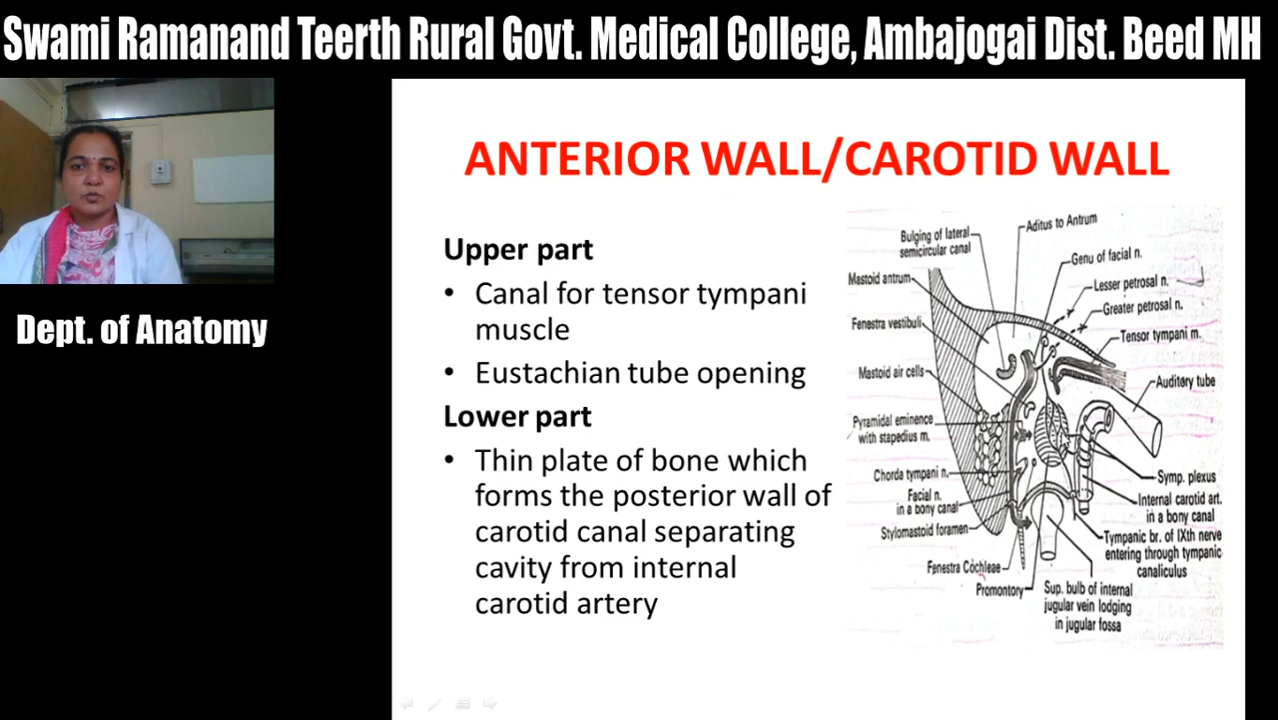 Swami Ramanand Teerth Rural Govt. Medical College, Ambajogai Dist. Beed MH
Dept. of Anatomy
ANTERIOR WALL/CAROTID WALL
Upper part
• Canal for tensor tympani
muscle
• Eustachian tube opening
Lower part
• Thin plate of bone which
forms the posterior wall of
carotid canal separating
cavity from internal
carotid artery
Bulging of lateral
semicircular canal
Mastoid antrum
Fenestra vestibuli
Mastoid air cells
Pyramidal eminence
with stapedius m.
Chorda tympani n.
Facial n.
in a bony canal
Stylomastoid foramen
Fenestra Cochleae
Promontory
Aditus to Antrum
Genu of facial n.
Lesser petrosal n.
Greater petrosal n.
Tensor tympani m.
Auditory tube
Symp. plexus
Internal carotid art.
in a bony canal
Tympanic br. of IXth nerve
entering through tympanic
canaliculus
Sup. bulb of internal
jugular vein lodging
in jugular fossa